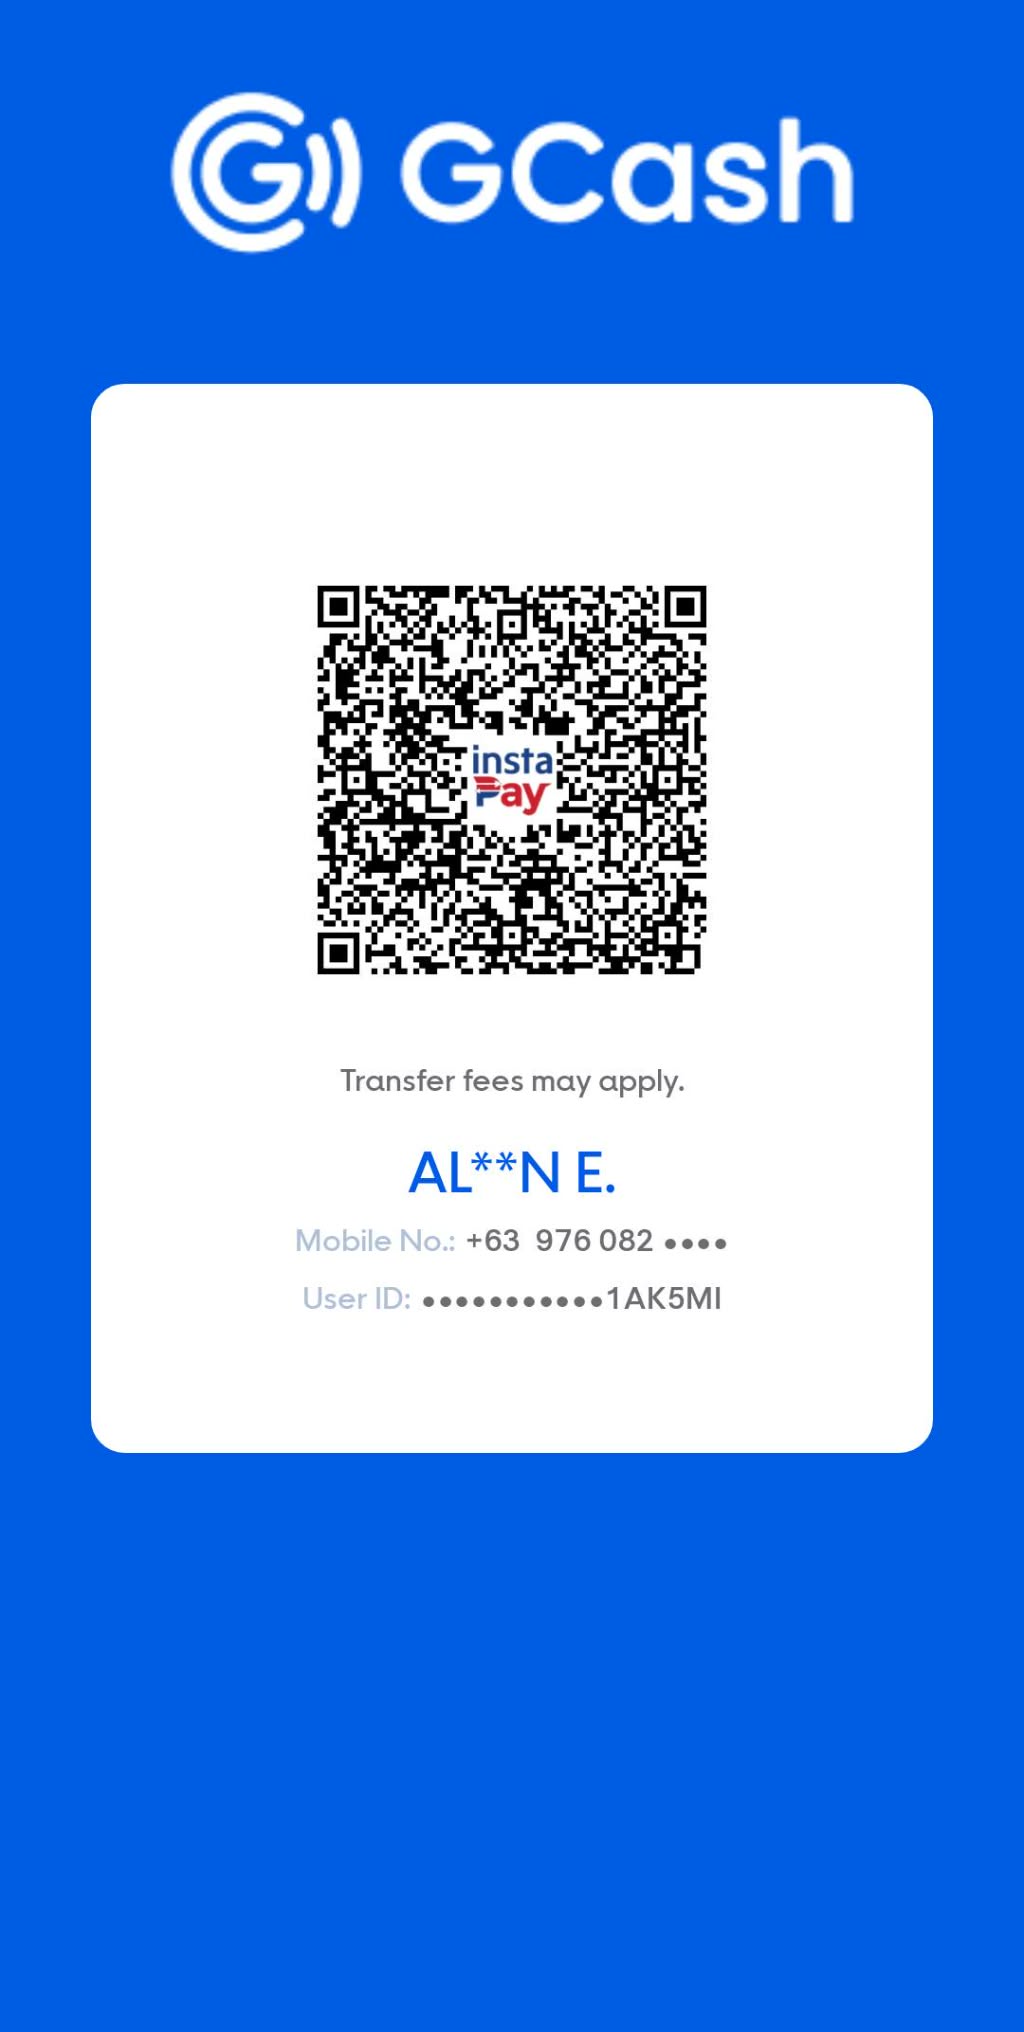 GCash
insta
Pay
Transfer fees may apply.
AL**N E.
Mobile No.: +63 976 082 ••••
User ID: •••••••••••1AK5MI